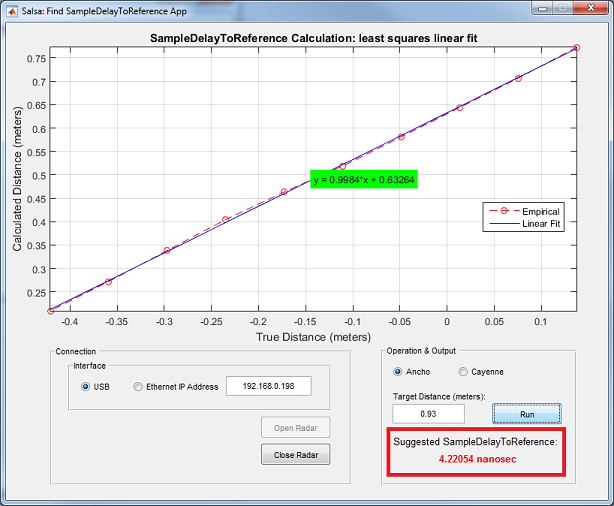 Salsa: Find SampleDelayToReference App
SampleDelayToReference Calculation: least squares linear fit
0.75
0.7
0.65
0.6
0.55
0.5
0.45
0.4
0.35
0.3
0.25
Calculated Distance (meters)
y = 0.9984*x + 0.63264
Empirical
Linear Fit
-0.4 -0.35 -0.3 -0.25 -0.2 -0.15 -0.1 -0.05 0 0.05 0.1
True Distance (meters)
Connection
Interface
USB Ethernet IP Address 192.168.0.198
Open Radar
Close Radar
Operation & Output
Ancho Cayenne
Target Distance (meters):
0.93 Run
Suggested SampleDelayToReference:
4.22054 nanosec